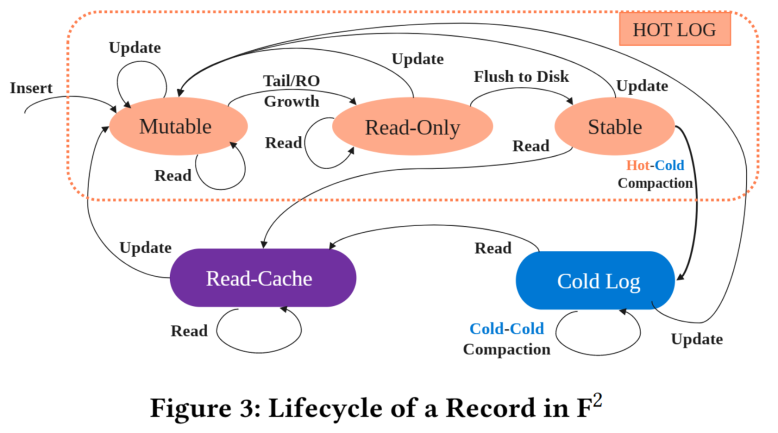 HOT LOG
Update
Insert
Tail/RO
Growth
Update
Flush to Disk
Update
Mutable
Read-Only
Stable
Read
Read
Read
Hot-Cold
Compaction
Update
Read
Read-Cache
Cold Log
Read
Cold-Cold
Compaction
Update
Figure 3: Lifecycle of a Record in F²